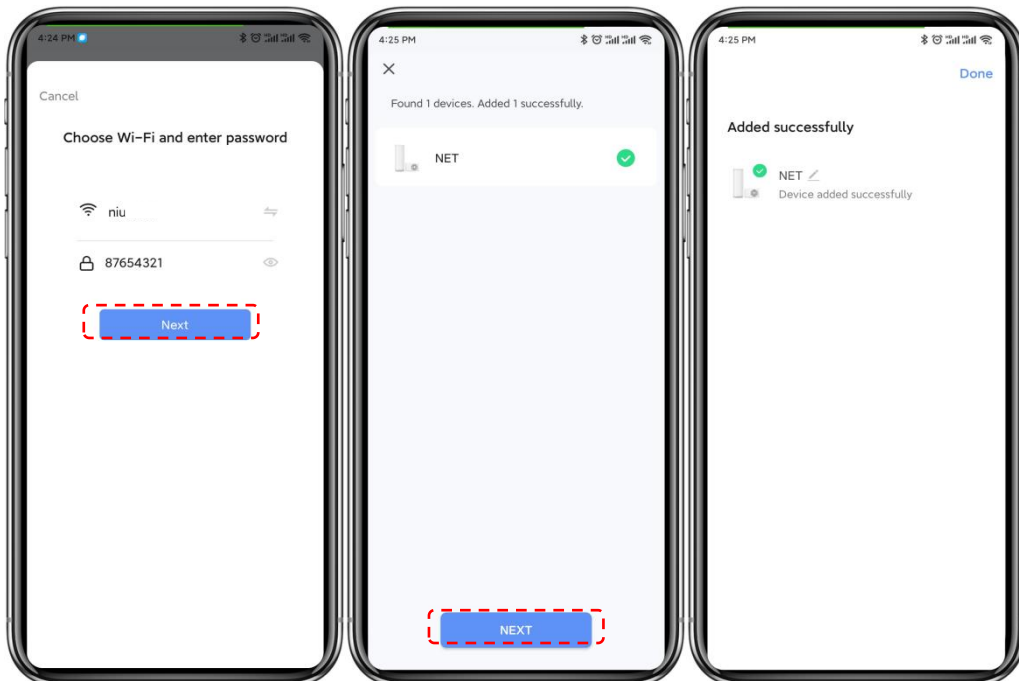 4:24 PM
Cancel
Choose Wi-Fi and enter password
niu
87654321
Next
4:25 PM
Found 1 devices. Added 1 successfully.
NET
NEXT
4:25 PM
Done
Added successfully
NET
Device added successfully